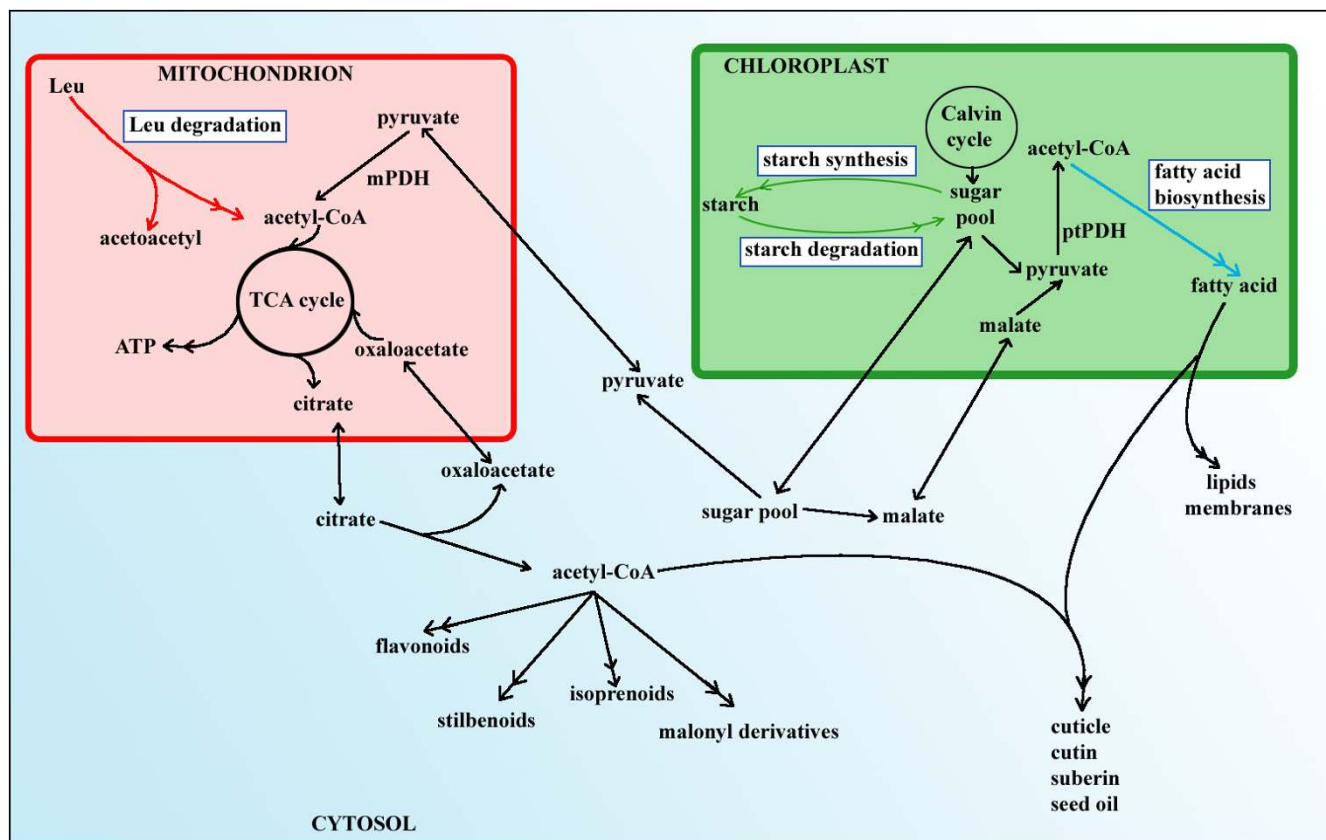 MITOCHONDRION
Leu
Leu degradation
pyruvate
mPDH
acetyl-CoA
acetoacetyl
TCA cycle
ATP
oxaloacetate
citrate
CHLOROPLAST
Calvin
cycle
starch synthesis
acetyl-CoA
fatty acid
biosynthesis
starch
sugar
pool
starch degradation
ptPDH
pyruvate
fatty acid
malate
pyruvate
oxaloacetate
citrate
sugar pool
malate
lipids
membranes
acetyl-CoA
flavonoids
stilbenoids
isoprenoids
malonyl derivatives
cuticle
cutin
suberin
seed oil
CYTOSOL